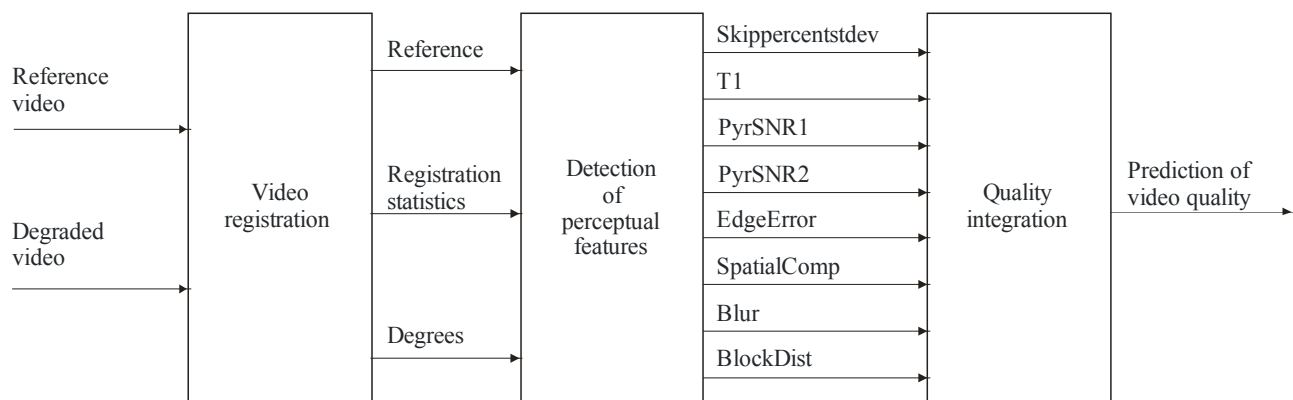 Reference
video
Degraded
video
Video
registration
Reference
Registration
statistics
Degrees
Detection
of
perceptual
features
Skippercentstdev
T1
PyrSNR1
PyrSNR2
EdgeError
SpatialComp
Blur
BlockDist
Quality
integration
Prediction of
video quality